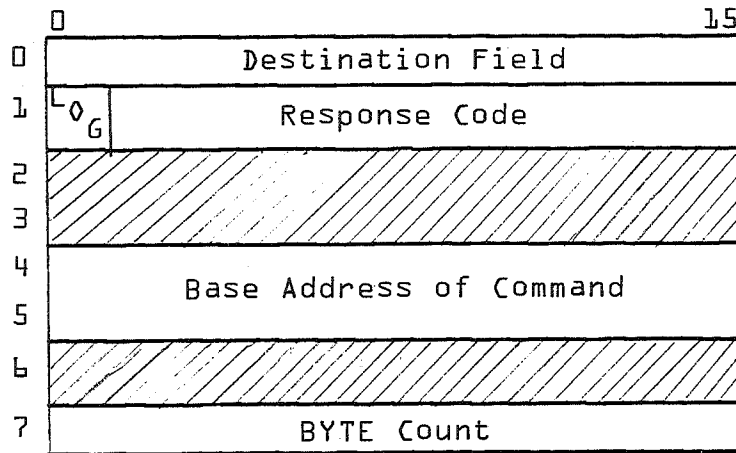 0 15
0 Destination Field
1 LOG Response Code
2
3
4
Base Address of Command
5
6
7 BYTE Count